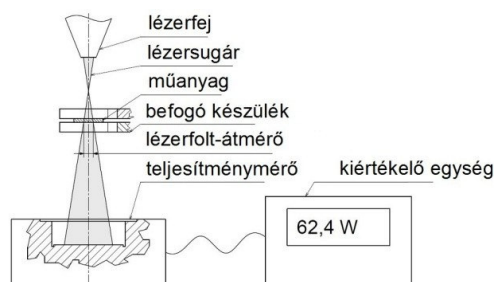 lézerfej
lézersugár
műanyag
befogó készülék
lézerfolt-átmérő
teljesítménymérő
kiértékelő egység
62,4 W